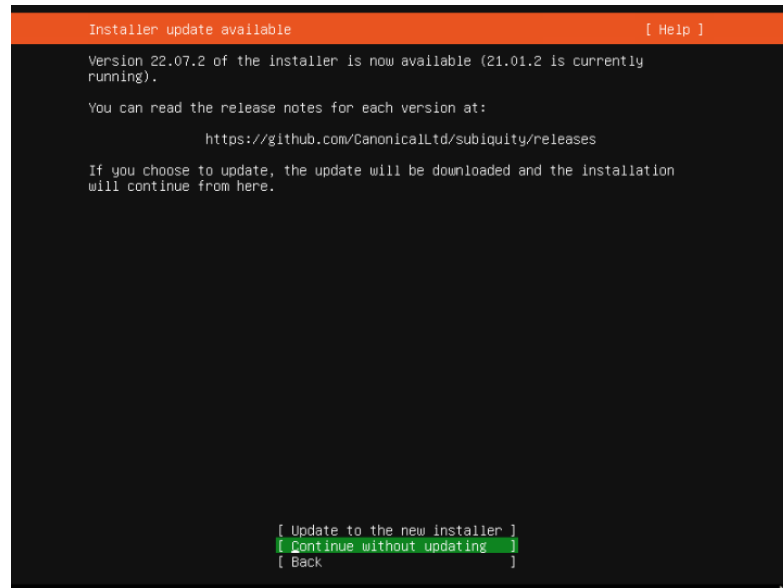 Installer update available [ Help ]
Version 22.07.2 of the installer is now available (21.01.2 is currently
running).
You can read the release notes for each version at:
https://github.com/CanonicalLtd/subiquity/releases
If you choose to update, the update will be downloaded and the installation
will continue from here.
[ Update to the new installer ]
[ Continue without updating ]
[ Back ]